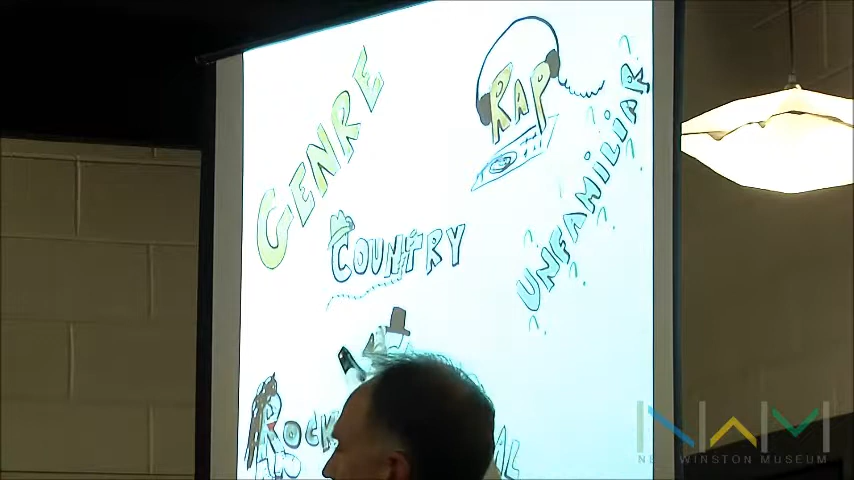 GENRE
RAP
UNFAMILIAR
COUNTRY
ROCK
NEW WINSTON MUSEUM